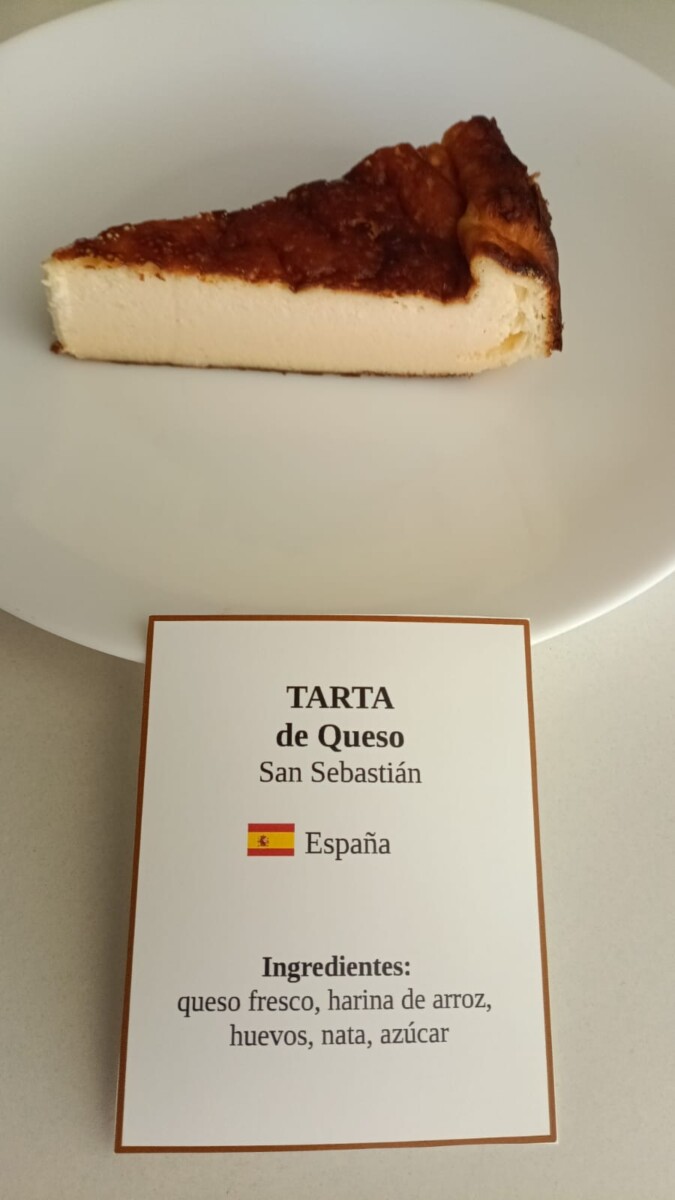 TARTA
de Queso
San Sebastián
España
Ingredientes:
queso fresco, harina de arroz,
huevos, nata, azúcar